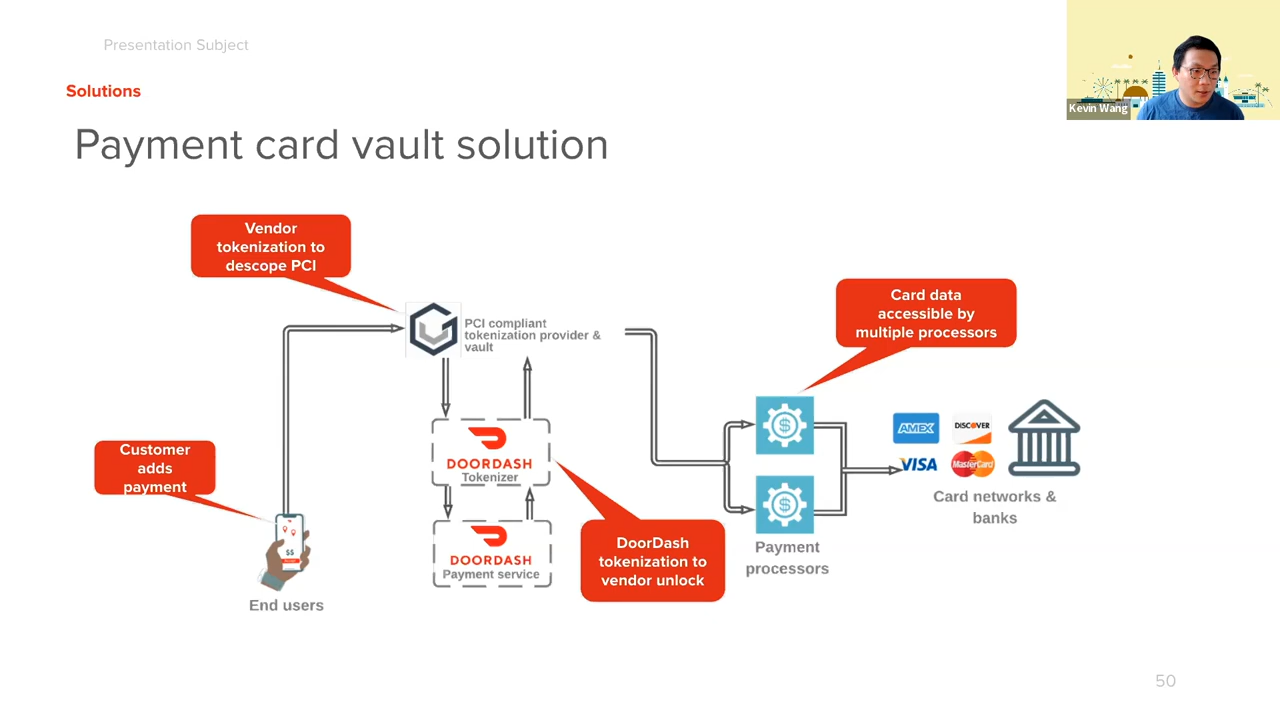 Presentation Subject
Kevin Wang
Solutions
Payment card vault solution
Vendor
tokenization to
descope PCI
PCI compliant
tokenization provider &
vault
Card data
accessible by
multiple processors
Customer
adds
payment
DOORDASH
Tokenizer
DOORDASH
Payment service
DoorDash
tokenization to
vendor unlock
AMEX
DISCOVER
VISA
MasterCard
Card networks &
banks
Payment
processors
$
$
$$
End users
50